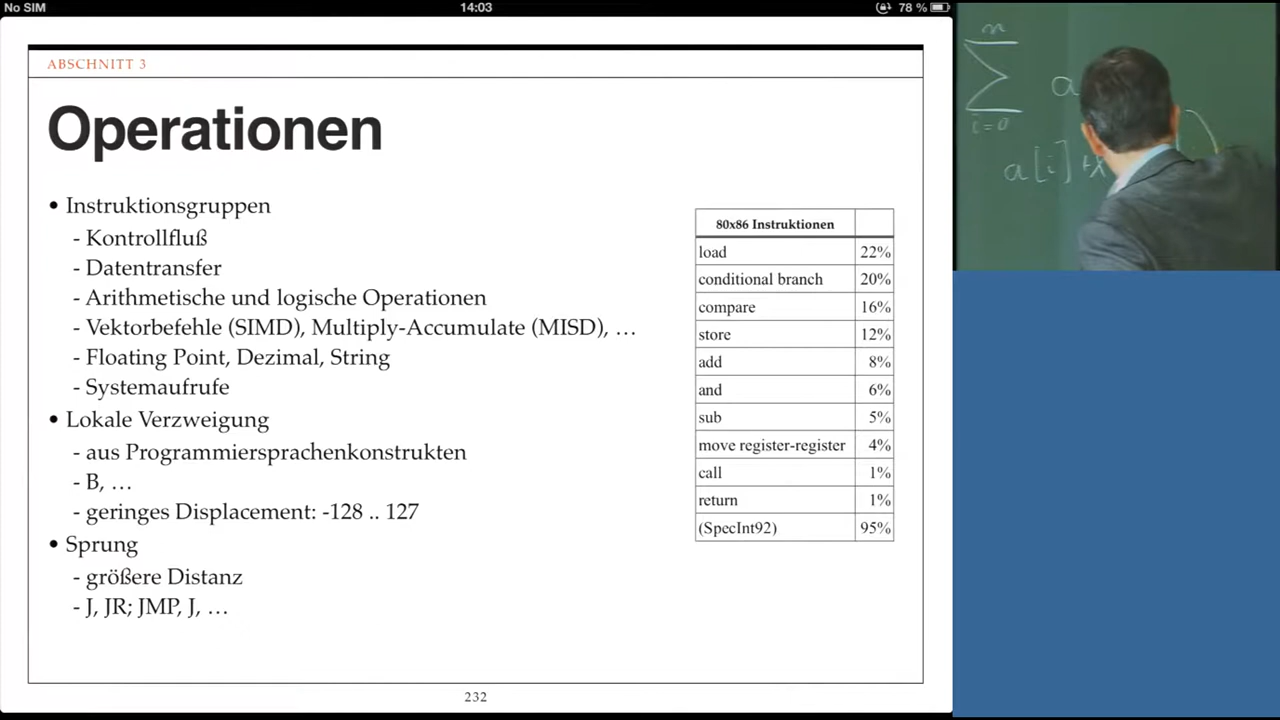 No SIM 14:03 78 %
ABSCHNITT 3
Operationen
• Instruktionsgruppen
- Kontrollfluß
- Datentransfer
- Arithmetische und logische Operationen
- Vektorbefehle (SIMD), Multiply-Accumulate (MISD), …
- Floating Point, Dezimal, String
- Systemaufrufe
• Lokale Verzweigung
- aus Programmiersprachenkonstrukten
- B, …
- geringes Displacement: -128 .. 127
• Sprung
- größere Distanz
- J, JR; JMP, J, …
80x86 Instruktionen
load 22%
conditional branch 20%
compare 16%
store 12%
add 8%
and 6%
sub 5%
move register-register 4%
call 1%
return 1%
(SpecInt92) 95%
232
n
∑ a
i=0
a[i]